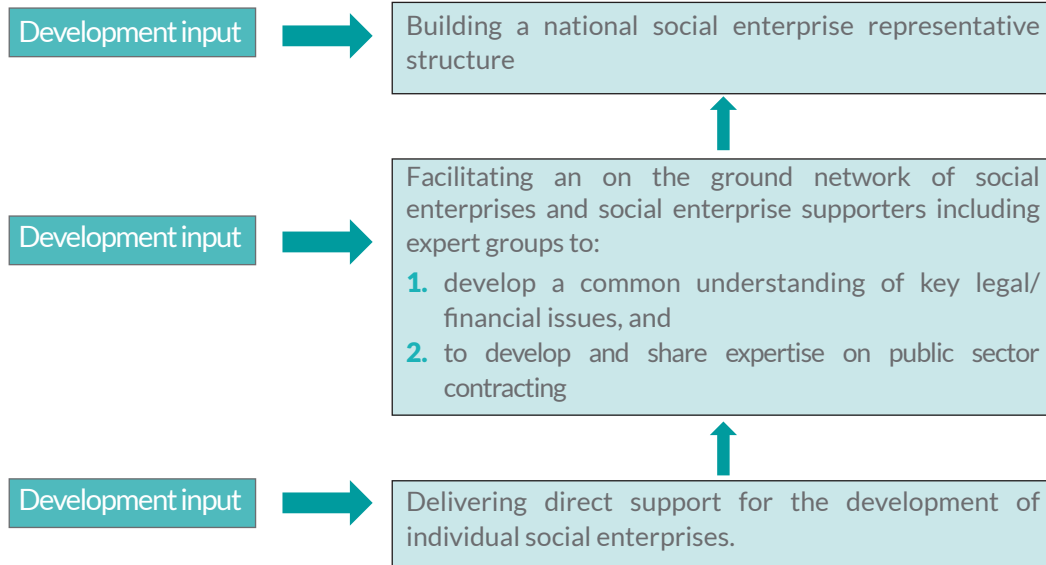 Development input
Building a national social enterprise representative
structure
Development input
Facilitating an on the ground network of social
enterprises and social enterprise supporters including
expert groups to:
1. develop a common understanding of key legal/
financial issues, and
2. to develop and share expertise on public sector
contracting
Development input
Delivering direct support for the development of
individual social enterprises.